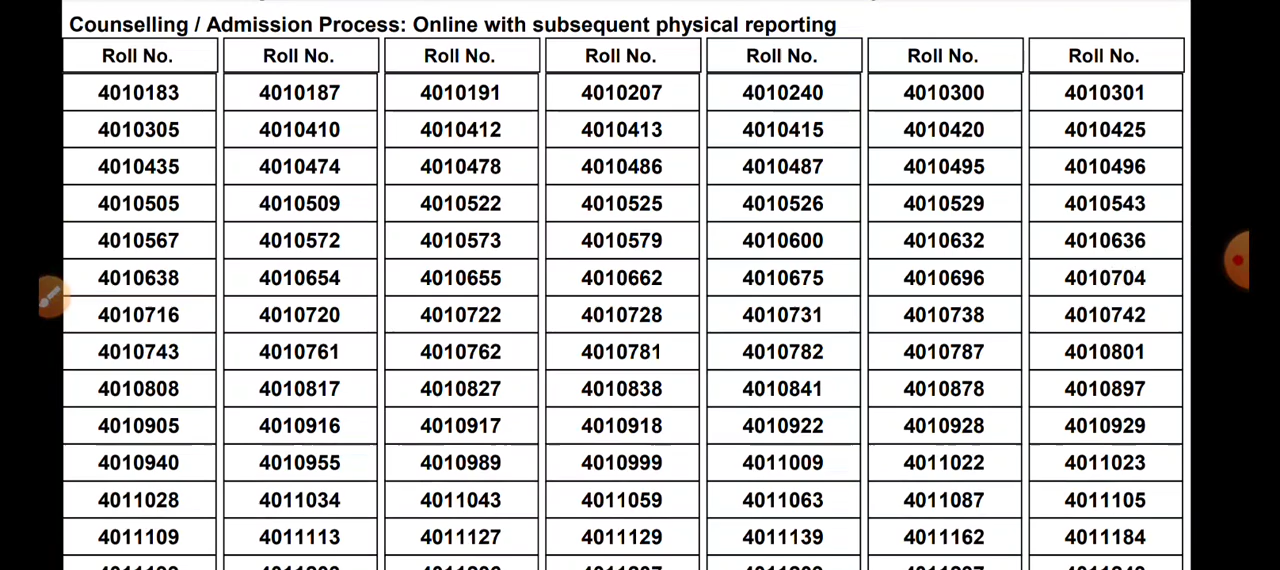 Counselling / Admission Process: Online with subsequent physical reporting
Roll No. Roll No. Roll No. Roll No. Roll No. Roll No. Roll No.
4010183 4010187 4010191 4010207 4010240 4010300 4010301
4010305 4010410 4010412 4010413 4010415 4010420 4010425
4010435 4010474 4010478 4010486 4010487 4010495 4010496
4010505 4010509 4010522 4010525 4010526 4010529 4010543
4010567 4010572 4010573 4010579 4010600 4010632 4010636
4010638 4010654 4010655 4010662 4010675 4010696 4010704
4010716 4010720 4010722 4010728 4010731 4010738 4010742
4010743 4010761 4010762 4010781 4010782 4010787 4010801
4010808 4010817 4010827 4010838 4010841 4010878 4010897
4010905 4010916 4010917 4010918 4010922 4010928 4010929
4010940 4010955 4010989 4010999 4011009 4011022 4011023
4011028 4011034 4011043 4011059 4011063 4011087 4011105
4011109 4011113 4011127 4011129 4011139 4011162 4011184